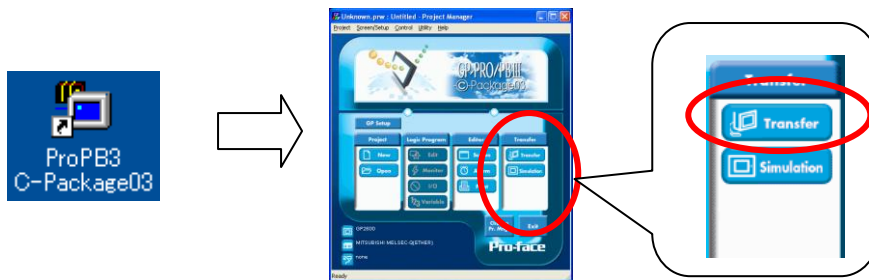 ProPB3
C-Package03
Unknown.prw : Untitled - Project Manager
Project Screen/Setup Control Utility Help
GP-PRO/PBIII
C-Package03
GP Setup
Project
Logic Program
Editor
Transfer
New
Edit
Screen
Transfer
Open
Monitor
Alarm
Simulation
I/O
Variable
Exit
GP2600
MITSUBISHI MELSEC-Q(ETHER)
none
Pro-face
Ready
Transfer
Transfer
Simulation